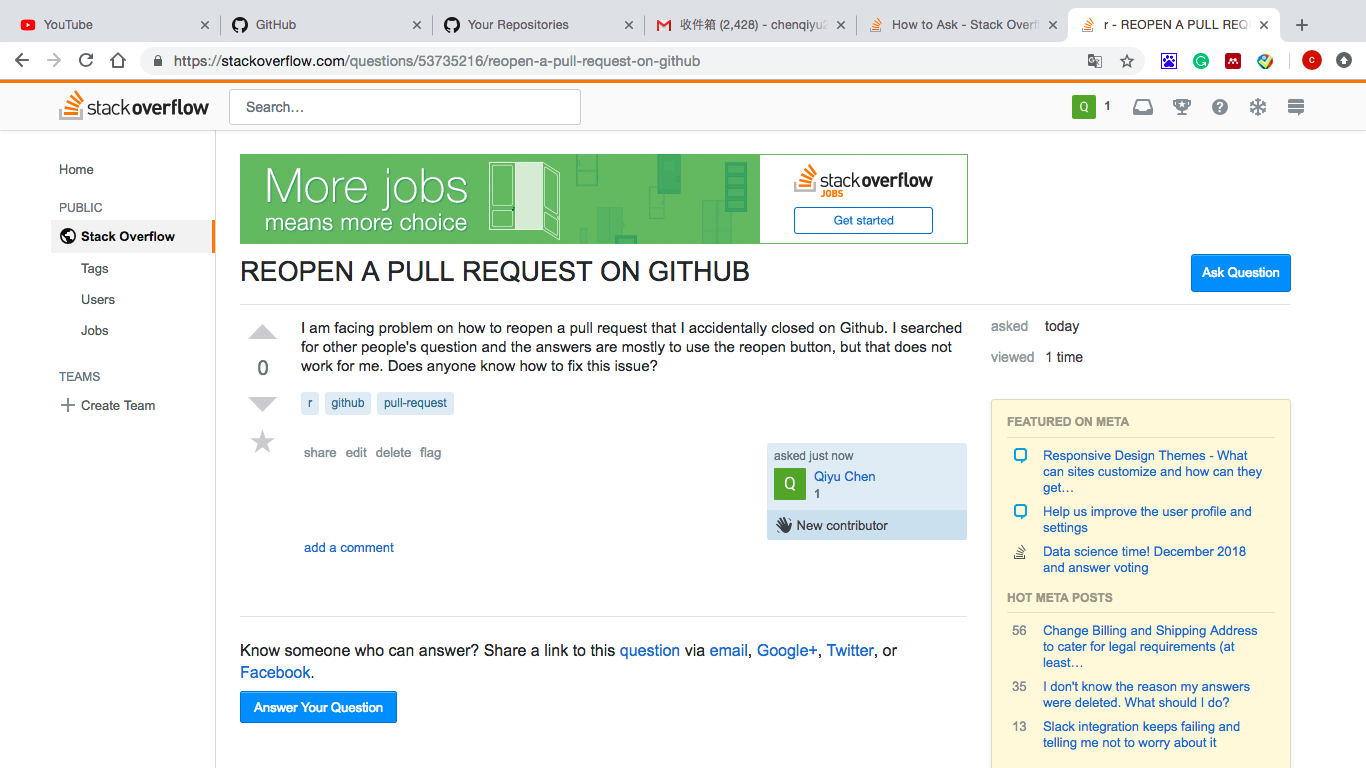 YouTube
GitHub
Your Repositories
收件箱 (2,428) - chenqiyu2
How to Ask - Stack Overfl
r - REOPEN A PULL REQ
https://stackoverflow.com/questions/53735216/reopen-a-pull-request-on-github
C
stackoverflow
Search...
Q 1
Home
PUBLIC
Stack Overflow
Tags
Users
Jobs
TEAMS
Create Team
More jobs
means more choice
stackoverflow
JOBS
Get started
REOPEN A PULL REQUEST ON GITHUB
Ask Question
0
I am facing problem on how to reopen a pull request that I accidentally closed on Github. I searched
for other people's question and the answers are mostly to use the reopen button, but that does not
work for me. Does anyone know how to fix this issue?
r github pull-request
share edit delete flag
asked just now
Q
Qiyu Chen
1
New contributor
add a comment
Know someone who can answer? Share a link to this question via email, Google+, Twitter, or
Facebook.
Answer Your Question
asked today
viewed 1 time
FEATURED ON META
Responsive Design Themes - What
can sites customize and how can they
get…
Help us improve the user profile and
settings
Data science time! December 2018
and answer voting
HOT META POSTS
56 Change Billing and Shipping Address
to cater for legal requirements (at
least…
35 I don't know the reason my answers
were deleted. What should I do?
13 Slack integration keeps failing and
telling me not to worry about it